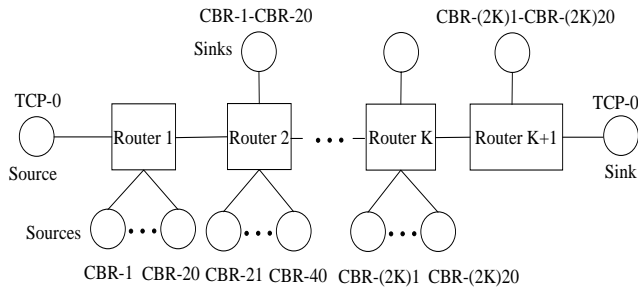 CBR-1-CBR-20
CBR-(2K)1-CBR-(2K)20
Sinks
TCP-0
TCP-0
Router 1
Router 2
Router K
Router K+1
Source
Sink
Sources
CBR-1
CBR-20
CBR-21
CBR-40
CBR-(2K)1
CBR-(2K)20